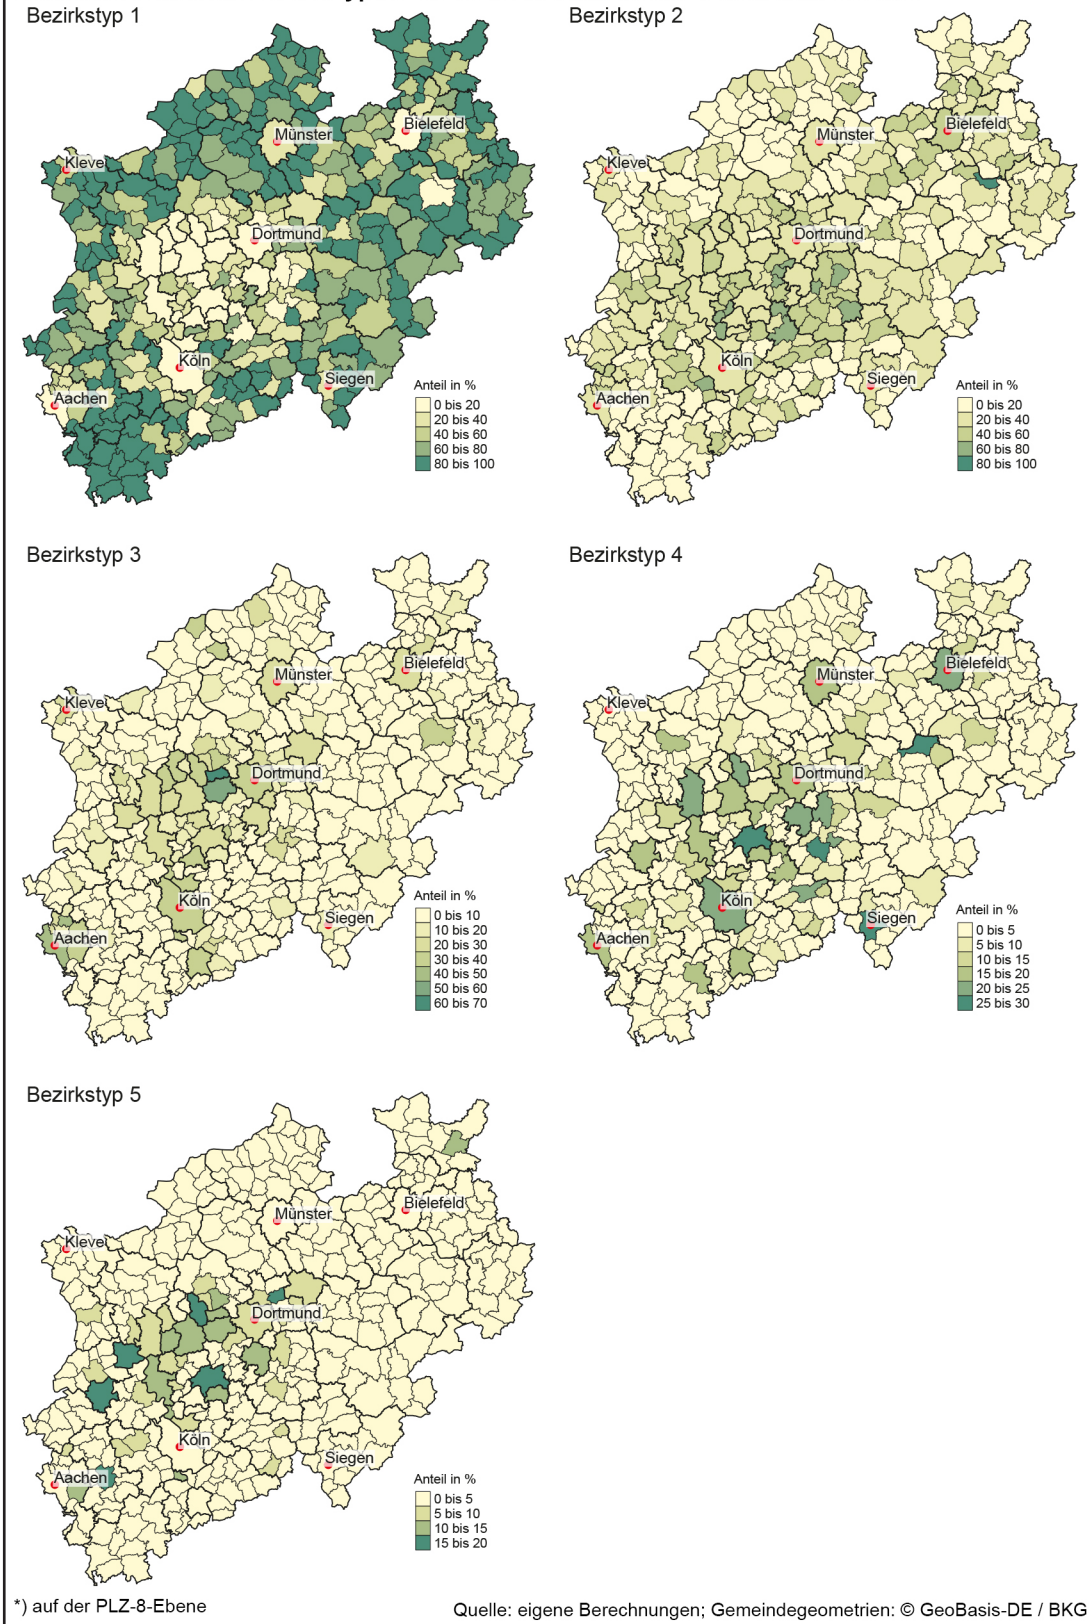 Bezirkstyp 1
Bezirkstyp 2
Münster
Bielefeld
Kleve
Dortmund
Köln
Aachen
Siegen
Anteil in %
0 bis 20
20 bis 40
40 bis 60
60 bis 80
80 bis 100
Münster
Bielefeld
Kleve
Dortmund
Köln
Aachen
Siegen
Anteil in %
0 bis 20
20 bis 40
40 bis 60
60 bis 80
80 bis 100
Bezirkstyp 3
Bezirkstyp 4
Münster
Bielefeld
Kleve
Dortmund
Köln
Aachen
Siegen
Anteil in %
0 bis 10
10 bis 20
20 bis 30
30 bis 40
40 bis 50
50 bis 60
60 bis 70
Münster
Bielefeld
Kleve
Dortmund
Köln
Aachen
Siegen
Anteil in %
0 bis 5
5 bis 10
10 bis 15
15 bis 20
20 bis 25
25 bis 30
Bezirkstyp 5
Münster
Bielefeld
Kleve
Dortmund
Köln
Aachen
Siegen
Anteil in %
0 bis 5
5 bis 10
10 bis 15
15 bis 20
*) auf der PLZ-8-Ebene
Quelle: eigene Berechnungen; Gemeindegeometrien: © GeoBasis-DE / BKG